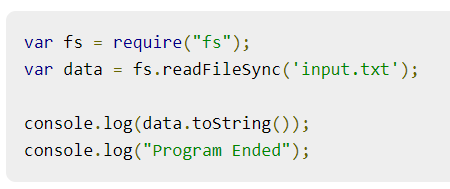 var fs = require("fs");
var data = fs.readFileSync('input.txt');
console.log(data.toString());
console.log("Program Ended");